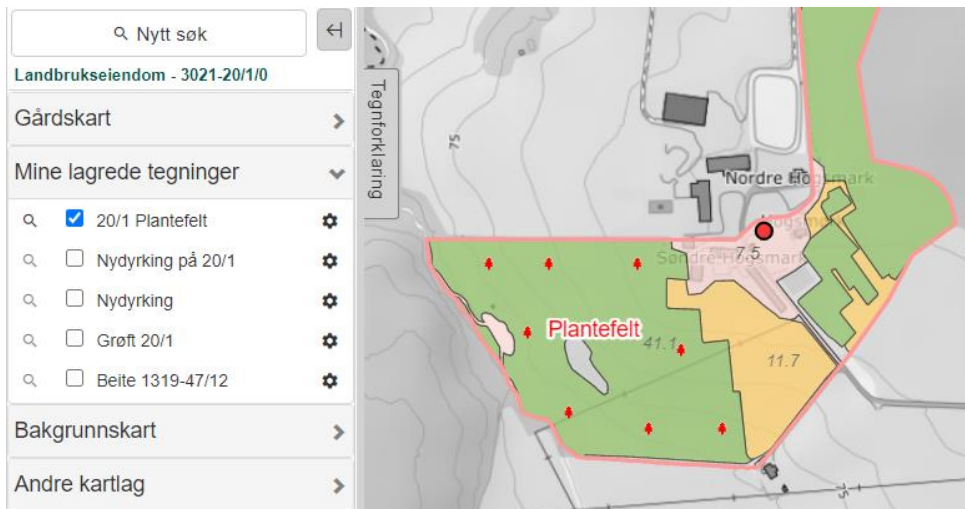 Nytt søk
Landbrukseiendom - 3021-20/1/0
Gårdskart
Mine lagrede tegninger
20/1 Plantefelt
Nydyrking på 20/1
Nydyrking
Grøft 20/1
Beite 1319-47/12
Bakgrunnskart
Andre kartlag
Tegnforklaring
75
Nordre Hogsmark
Søndre Hogsmark
7.5
Plantefelt
41.1
11.7
75